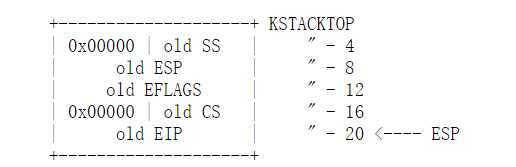 +--------------------+ KSTACKTOP
| 0x00000 | old SS | " - 4
| old ESP | " - 8
| old EFLAGS | " - 12
| 0x00000 | old CS | " - 16
| old EIP | " - 20 <---- ESP
+--------------------+